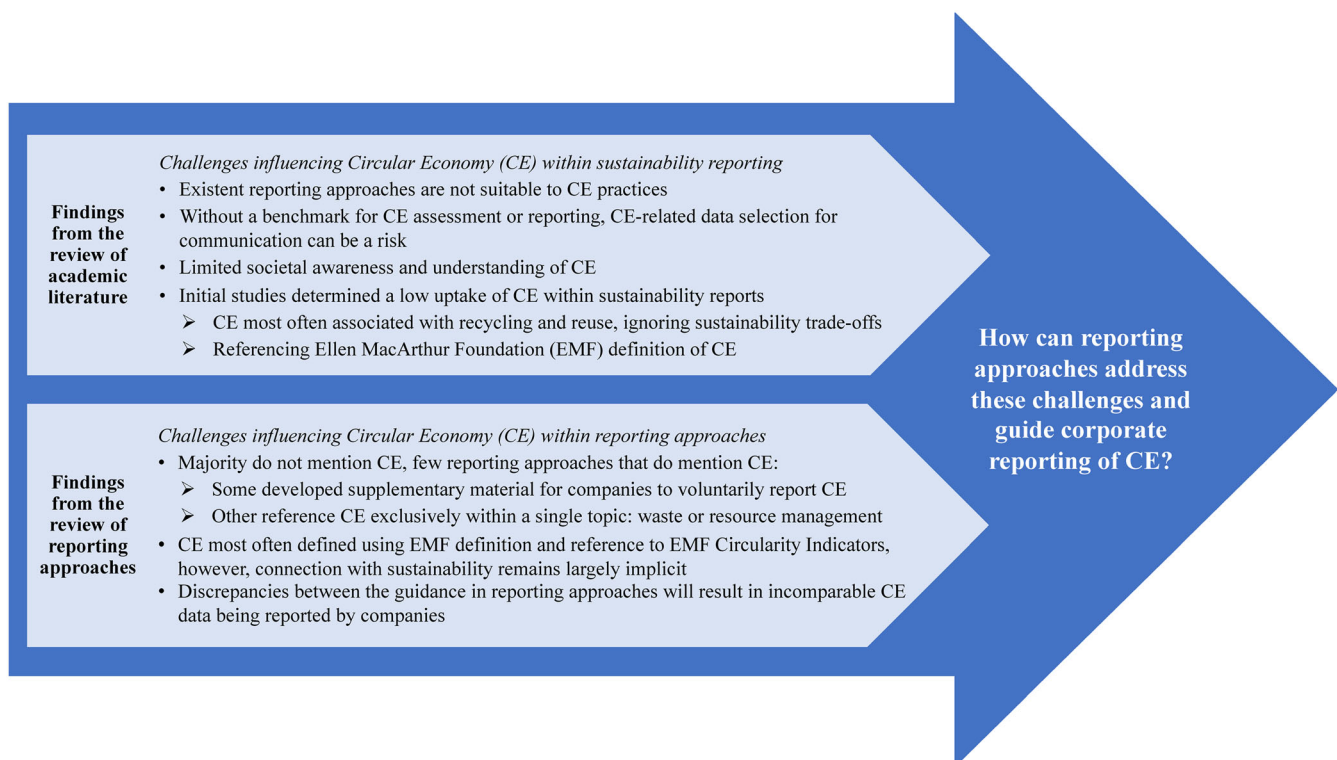 Findings
from the
review of
academic
literature
Challenges influencing Circular Economy (CE) within sustainability reporting
• Existent reporting approaches are not suitable to CE practices
• Without a benchmark for CE assessment or reporting, CE-related data selection for
communication can be a risk
• Limited societal awareness and understanding of CE
• Initial studies determined a low uptake of CE within sustainability reports
➢ CE most often associated with recycling and reuse, ignoring sustainability trade-offs
➢ Referencing Ellen MacArthur Foundation (EMF) definition of CE
Findings
from the
review of
reporting
approaches
Challenges influencing Circular Economy (CE) within reporting approaches
• Majority do not mention CE, few reporting approaches that do mention CE:
➢ Some developed supplementary material for companies to voluntarily report CE
➢ Other reference CE exclusively within a single topic: waste or resource management
• CE most often defined using EMF definition and reference to EMF Circularity Indicators,
however, connection with sustainability remains largely implicit
• Discrepancies between the guidance in reporting approaches will result in incomparable CE
data being reported by companies
How can reporting
approaches address
these challenges and
guide corporate
reporting of CE?